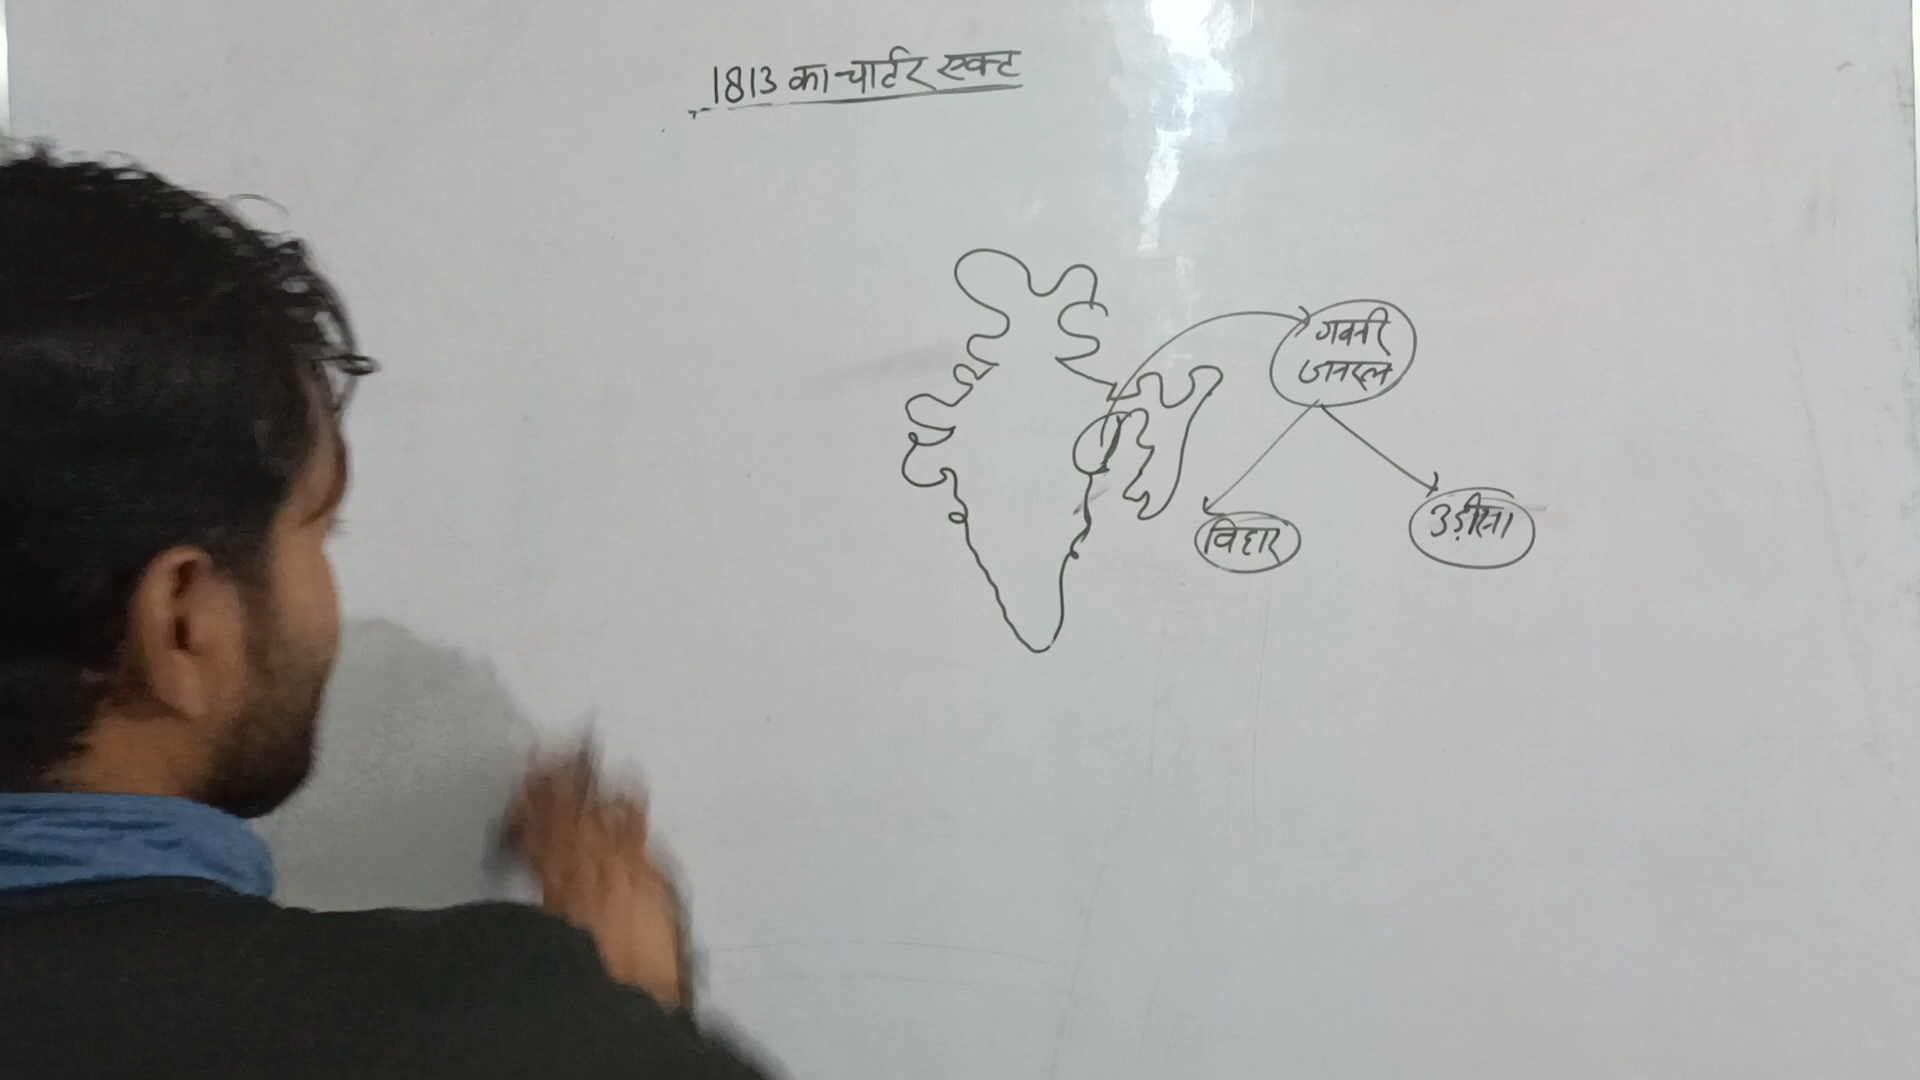 1813 का चार्टर एक्ट
गवर्नर
जनरल
विहार
उड़ीसा